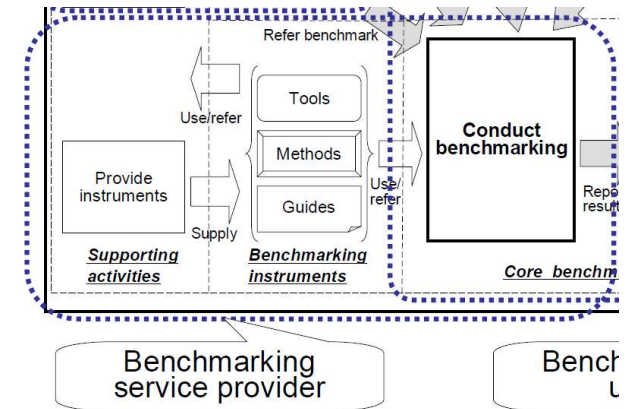 Refer benchmark
Use/refer
Tools
Methods
Guides
Provide
instruments
Supply
Use/
refer
Conduct
benchmarking
Supporting
activities
Benchmarking
instruments
Core
Benchmarking
service provider